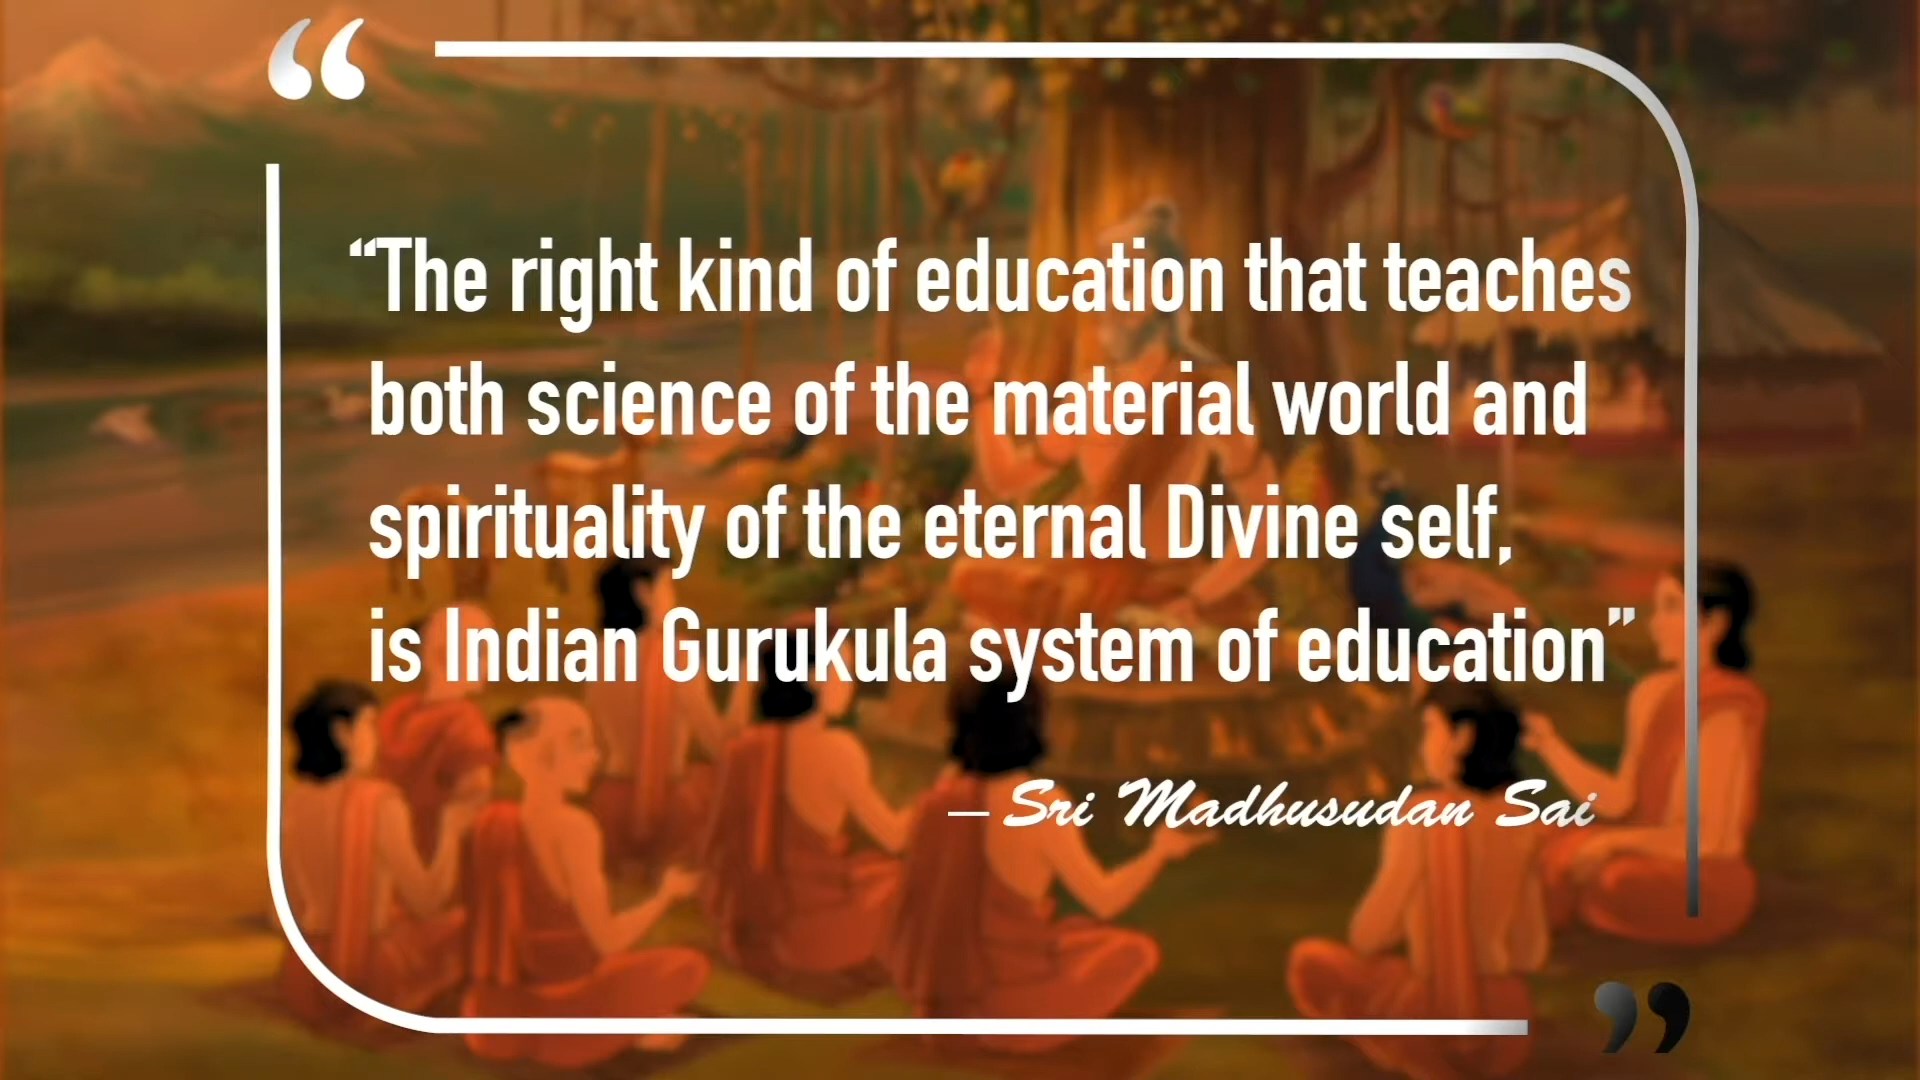 “The right kind of education that teaches
both science of the material world and
spirituality of the eternal Divine self,
is Indian Gurukula system of education”
— Sri Madhusudan Sai